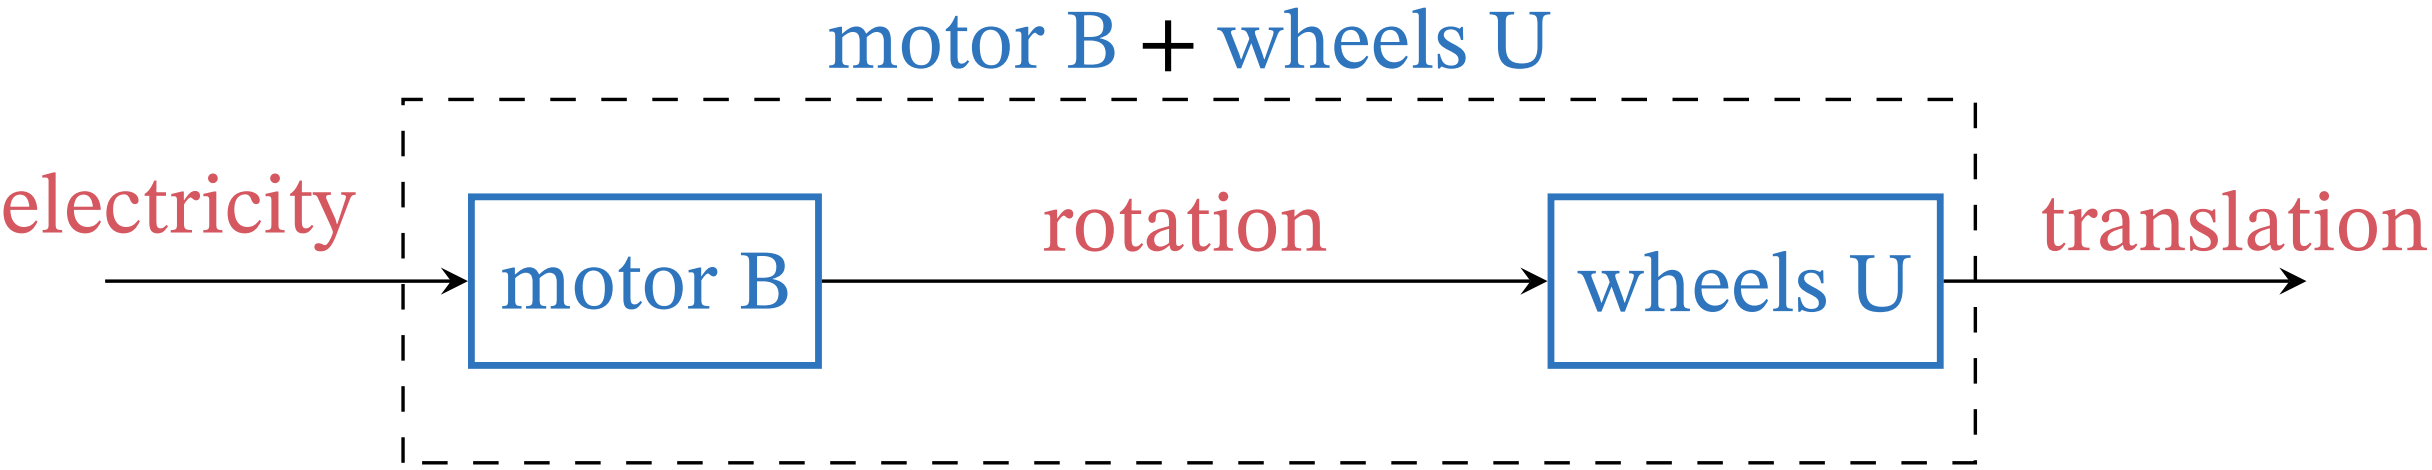 motor B + wheels U
electricity
rotation
translation
motor B
wheels U